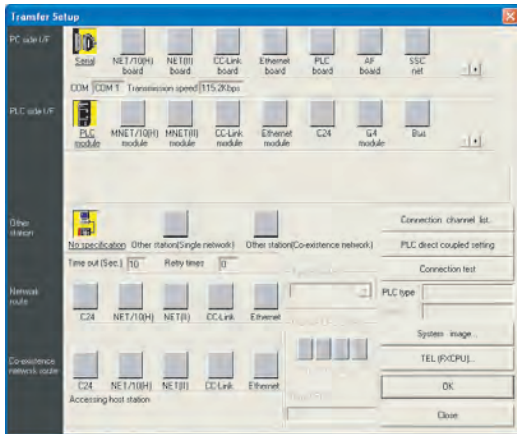 Transfer Setup
PC side I/F
Serial NET/10(H) board NET(II) board CC-Link board Ethernet board PLC board AF board SSC net
COM COM 1 Transmission speed 115.2Kbps
PLC side I/F
PLC module MNET/10(H) module MNET(II) module CC-Link module Ethernet module C24 G4 module Bus
Other station
No specification Other station(Single network) Other station(Co-existence network)
Connection channel list..
PLC direct coupled setting
Time out (Sec.) 10 Retry times 0
Connection test
Network route
C24 NET/10(H) NET(II) CC-Link Ethernet
PLC type
System image...
TEL (FXCPU)...
Co-existence network route
C24 NET/10(H) NET(II) CC-Link Ethernet
OK
Accessing host station
Close